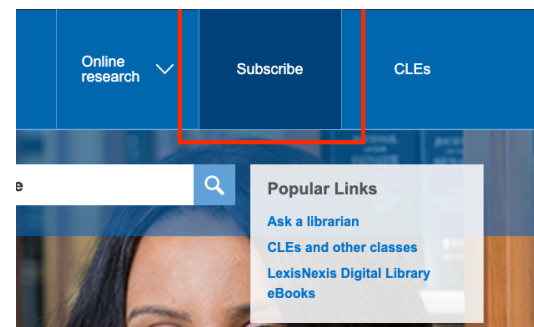 Online
research
Subscribe
CLEs
e
Popular Links
Ask a librarian
CLEs and other classes
LexisNexis Digital Library
eBooks